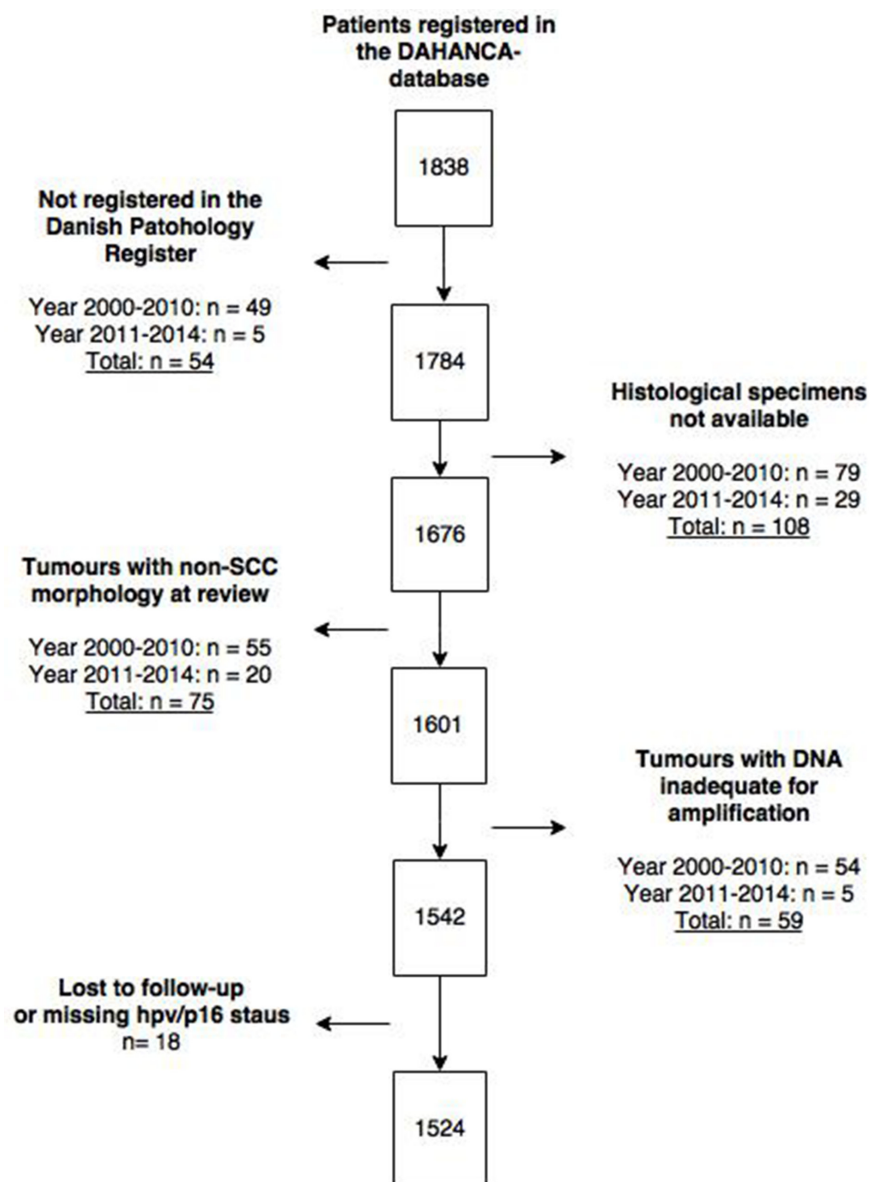 Patients registered in
the DAHANCA-
database
1838
Not registered in the
Danish Patohology
Register
Year 2000-2010: n = 49
Year 2011-2014: n = 5
Total: n = 54
1784
Histological specimens
not available
Year 2000-2010: n = 79
Year 2011-2014: n = 29
Total: n = 108
1676
Tumours with non-SCC
morphology at review
Year 2000-2010: n = 55
Year 2011-2014: n = 20
Total: n = 75
1601
Tumours with DNA
inadequate for
amplification
Year 2000-2010: n = 54
Year 2011-2014: n = 5
Total: n = 59
1542
Lost to follow-up
or missing hpv/p16 staus
n= 18
1524